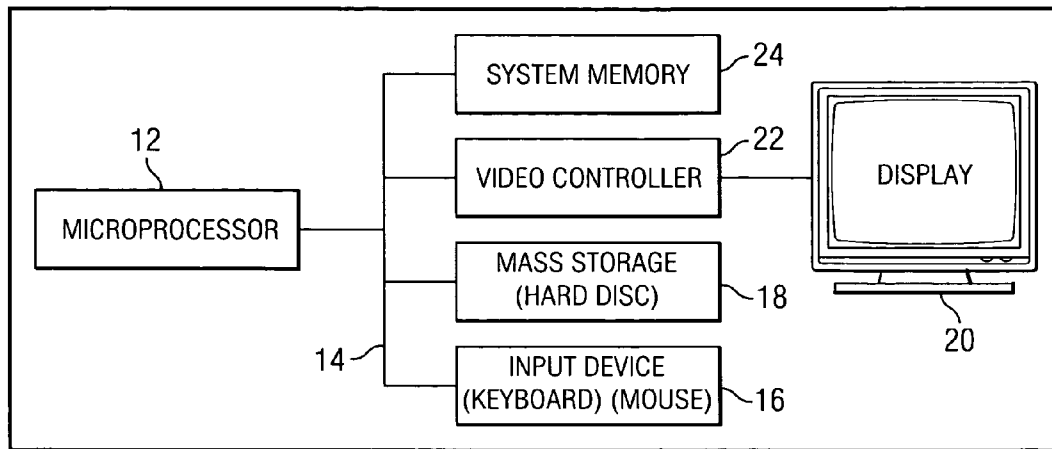 SYSTEM MEMORY
24
12
22
VIDEO CONTROLLER
DISPLAY
MICROPROCESSOR
MASS STORAGE
(HARD DISC)
18
20
14
INPUT DEVICE
(KEYBOARD) (MOUSE)
16